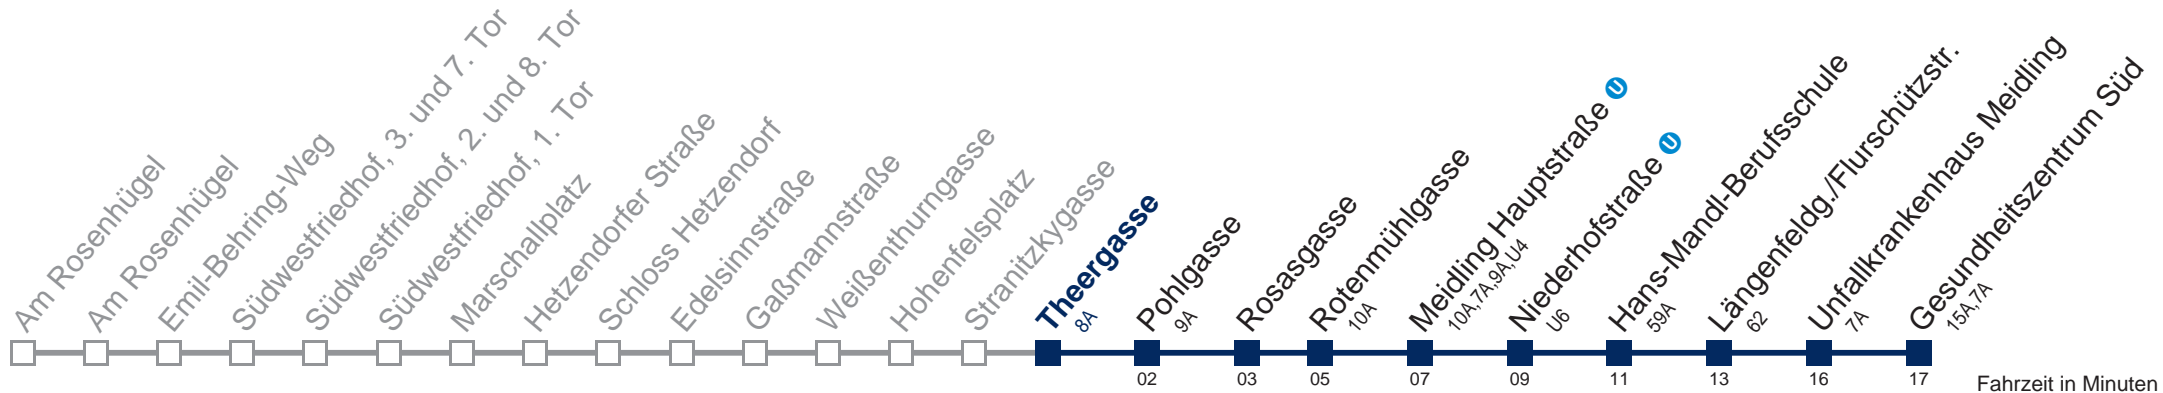 Am Rosenhügel
Am Rosenhügel
Emil-Behring-Weg
Südwestfriedhof, 3. und 7. Tor
Südwestfriedhof, 2. und 8. Tor
Südwestfriedhof, 1. Tor
Marschallplatz
Hetzendorfer Straße
Schloss Hetzendorf
Edelsinnstraße
Gaßmannstraße
Weißenthurngasse
Hohenfelsplatz
Stranitzkygasse
Theergasse
8A
Pohlgasse
9A
Rosasgasse
Rotenmühlgasse
10A
Meidling Hauptstraße U
10A,7A,9A,U4
Niederhofstraße U
U6
Hans-Mandl-Berufsschule
59A
Längenfeldg./Flurschützstr.
62
Unfallkrankenhaus Meidling
7A
Gesundheitszentrum Süd
15A,7A
02 03 05 07 09 11 13 16 17
Fahrzeit in Minuten